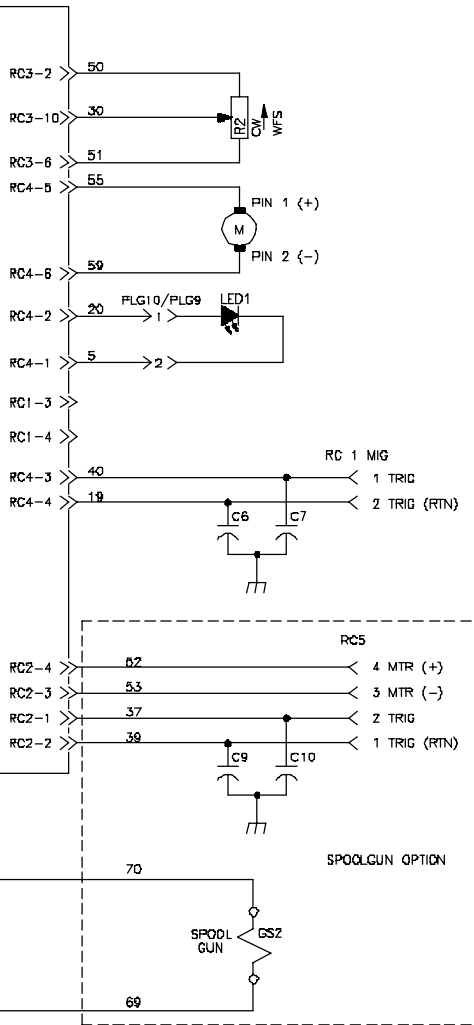 RC3-2 50
RC3-10 30
R2
CW
WFS
RC3-6 51
RC4-5 55
PIN 1 (+)
M
PIN 2 (-)
RC4-6 59
PLG10/PLG9 LED1
RC4-2 20 1
RC4-1 5 2
RC1-3
RC1-4
RC 1 MIG
RC4-3 40 1 TRIG
RC4-4 19 2 TRIG (RTN)
C6 C7
RC5
RC2-4 52 4 MTR (+)
RC2-3 53 3 MTR (-)
RC2-1 37 2 TRIG
RC2-2 39 1 TRIG (RTN)
C9 C10
SPOOLGUN OPTION
70
SPOOL GS2
GUN
69